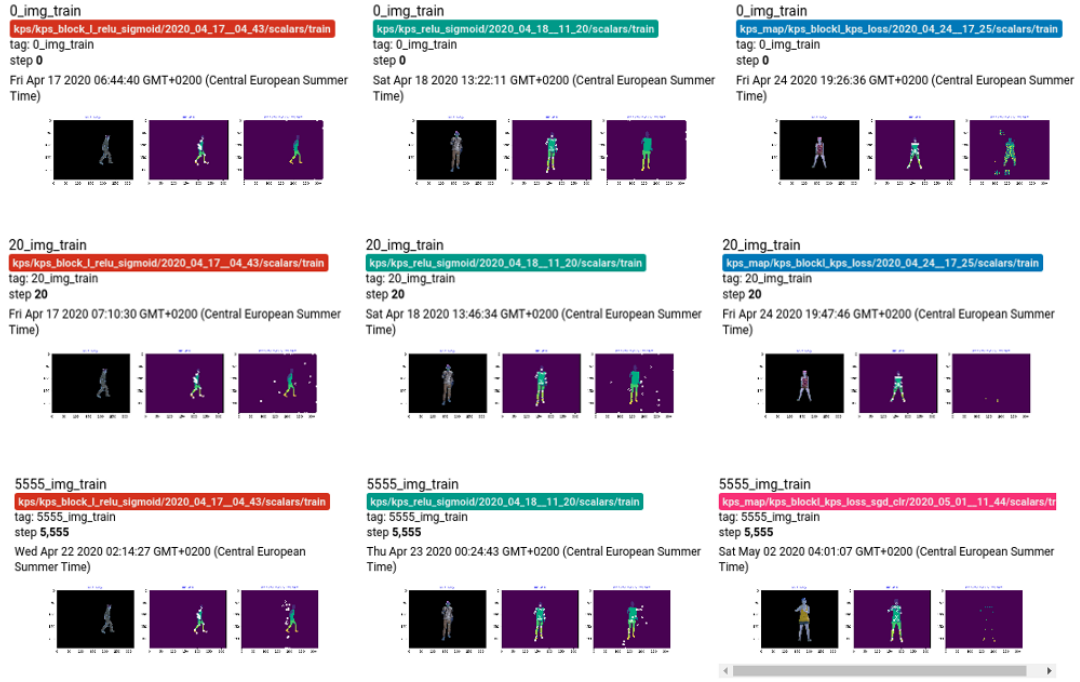 0_img_train
kps/kps_block_l_relu_sigmoid/2020_04_17__04_43/scalars/train
tag: 0_img_train
step 0
Fri Apr 17 2020 06:44:40 GMT+0200 (Central European Summer
Time)
0_img_train
kps/kps_relu_sigmoid/2020_04_18__11_20/scalars/train
tag: 0_img_train
step 0
Sat Apr 18 2020 13:22:11 GMT+0200 (Central European Summer
Time)
0_img_train
kps_map/kps_blockl_kps_loss/2020_04_24__17_25/scalars/train
tag: 0_img_train
step 0
Fri Apr 24 2020 19:26:36 GMT+0200 (Central European Summer
Time)
20_img_train
kps/kps_block_l_relu_sigmoid/2020_04_17__04_43/scalars/train
tag: 20_img_train
step 20
Fri Apr 17 2020 07:10:30 GMT+0200 (Central European Summer
Time)
20_img_train
kps/kps_relu_sigmoid/2020_04_18__11_20/scalars/train
tag: 20_img_train
step 20
Sat Apr 18 2020 13:46:34 GMT+0200 (Central European Summer
Time)
20_img_train
kps_map/kps_blockl_kps_loss/2020_04_24__17_25/scalars/train
tag: 20_img_train
step 20
Fri Apr 24 2020 19:47:46 GMT+0200 (Central European Summer
Time)
5555_img_train
kps/kps_block_l_relu_sigmoid/2020_04_17__04_43/scalars/train
tag: 5555_img_train
step 5,555
Wed Apr 22 2020 02:14:27 GMT+0200 (Central European
Summer Time)
5555_img_train
kps/kps_relu_sigmoid/2020_04_18__11_20/scalars/train
tag: 5555_img_train
step 5,555
Thu Apr 23 2020 00:24:43 GMT+0200 (Central European Summer
Time)
5555_img_train
kps_map/kps_blockl_kps_loss_sgd_clr/2020_05_01__11_44/scalars/tr
tag: 5555_img_train
step 5,555
Sat May 02 2020 04:01:07 GMT+0200 (Central European Summer
Time)